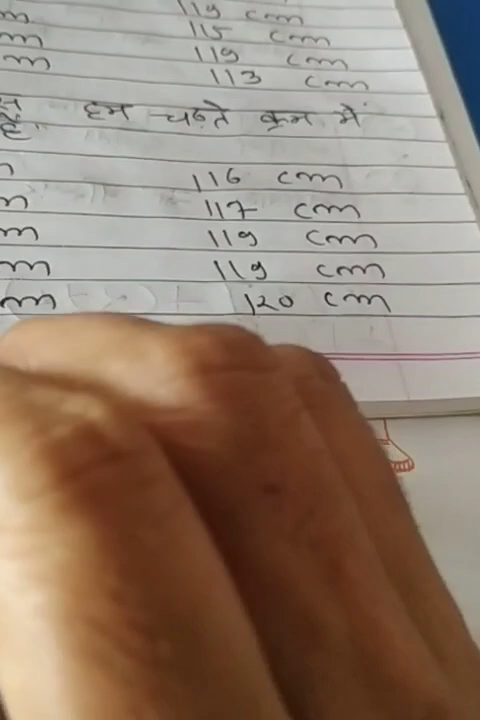 m 119 cm
m 115 cm
m 119 cm
113 cm
हम चढ़ते क्रम में
हैं
m 116 cm
m 117 cm
m 119 cm
m 119 cm
m 120 cm